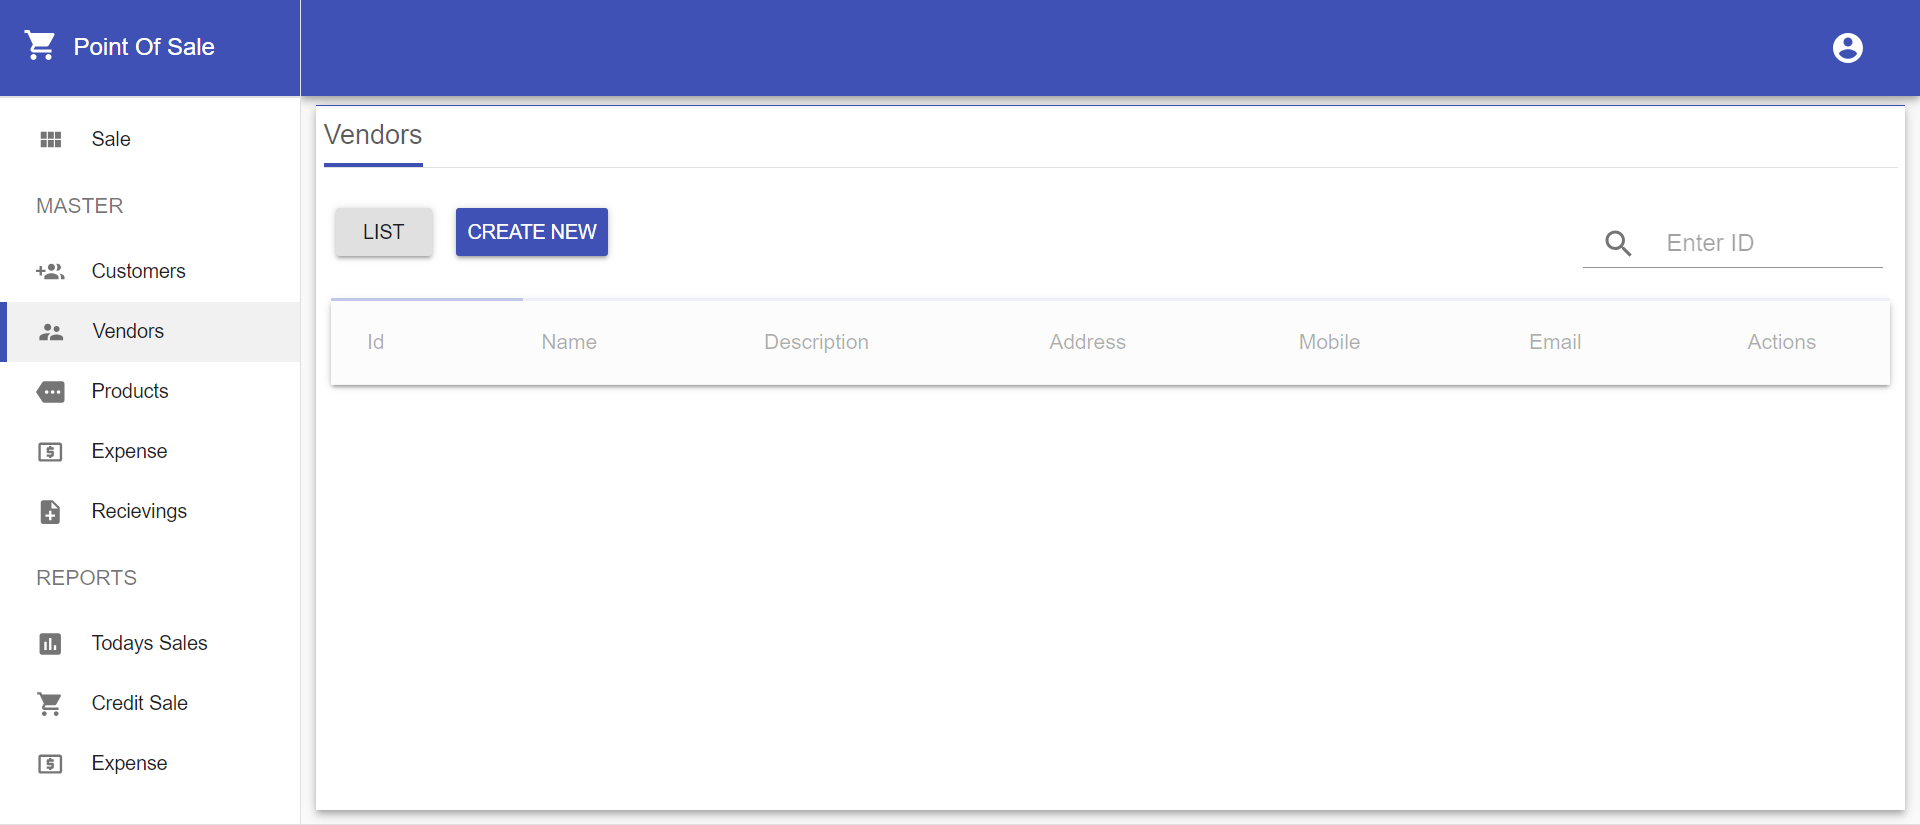 Point Of Sale
Sale
MASTER
Customers
Vendors
Products
Expense
Recievings
REPORTS
Todays Sales
Credit Sale
Expense
Vendors
LIST CREATE NEW
Enter ID
Id Name Description Address Mobile Email Actions